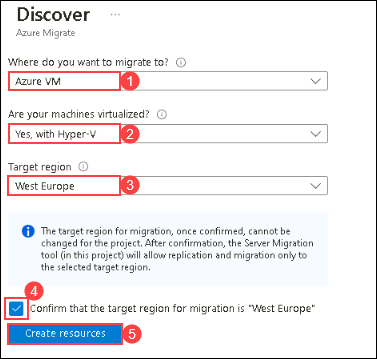 Discover ...
Azure Migrate
Where do you want to migrate to?
Azure VM
1
Are your machines virtualized?
Yes, with Hyper-V
2
Target region
West Europe
3
The target region for migration, once confirmed, cannot be
changed for the project. After confirmation, the Server Migration
tool (in this project) will allow replication and migration only to
the selected target region.
4
Confirm that the target region for migration is "West Europe"
Create resources
5